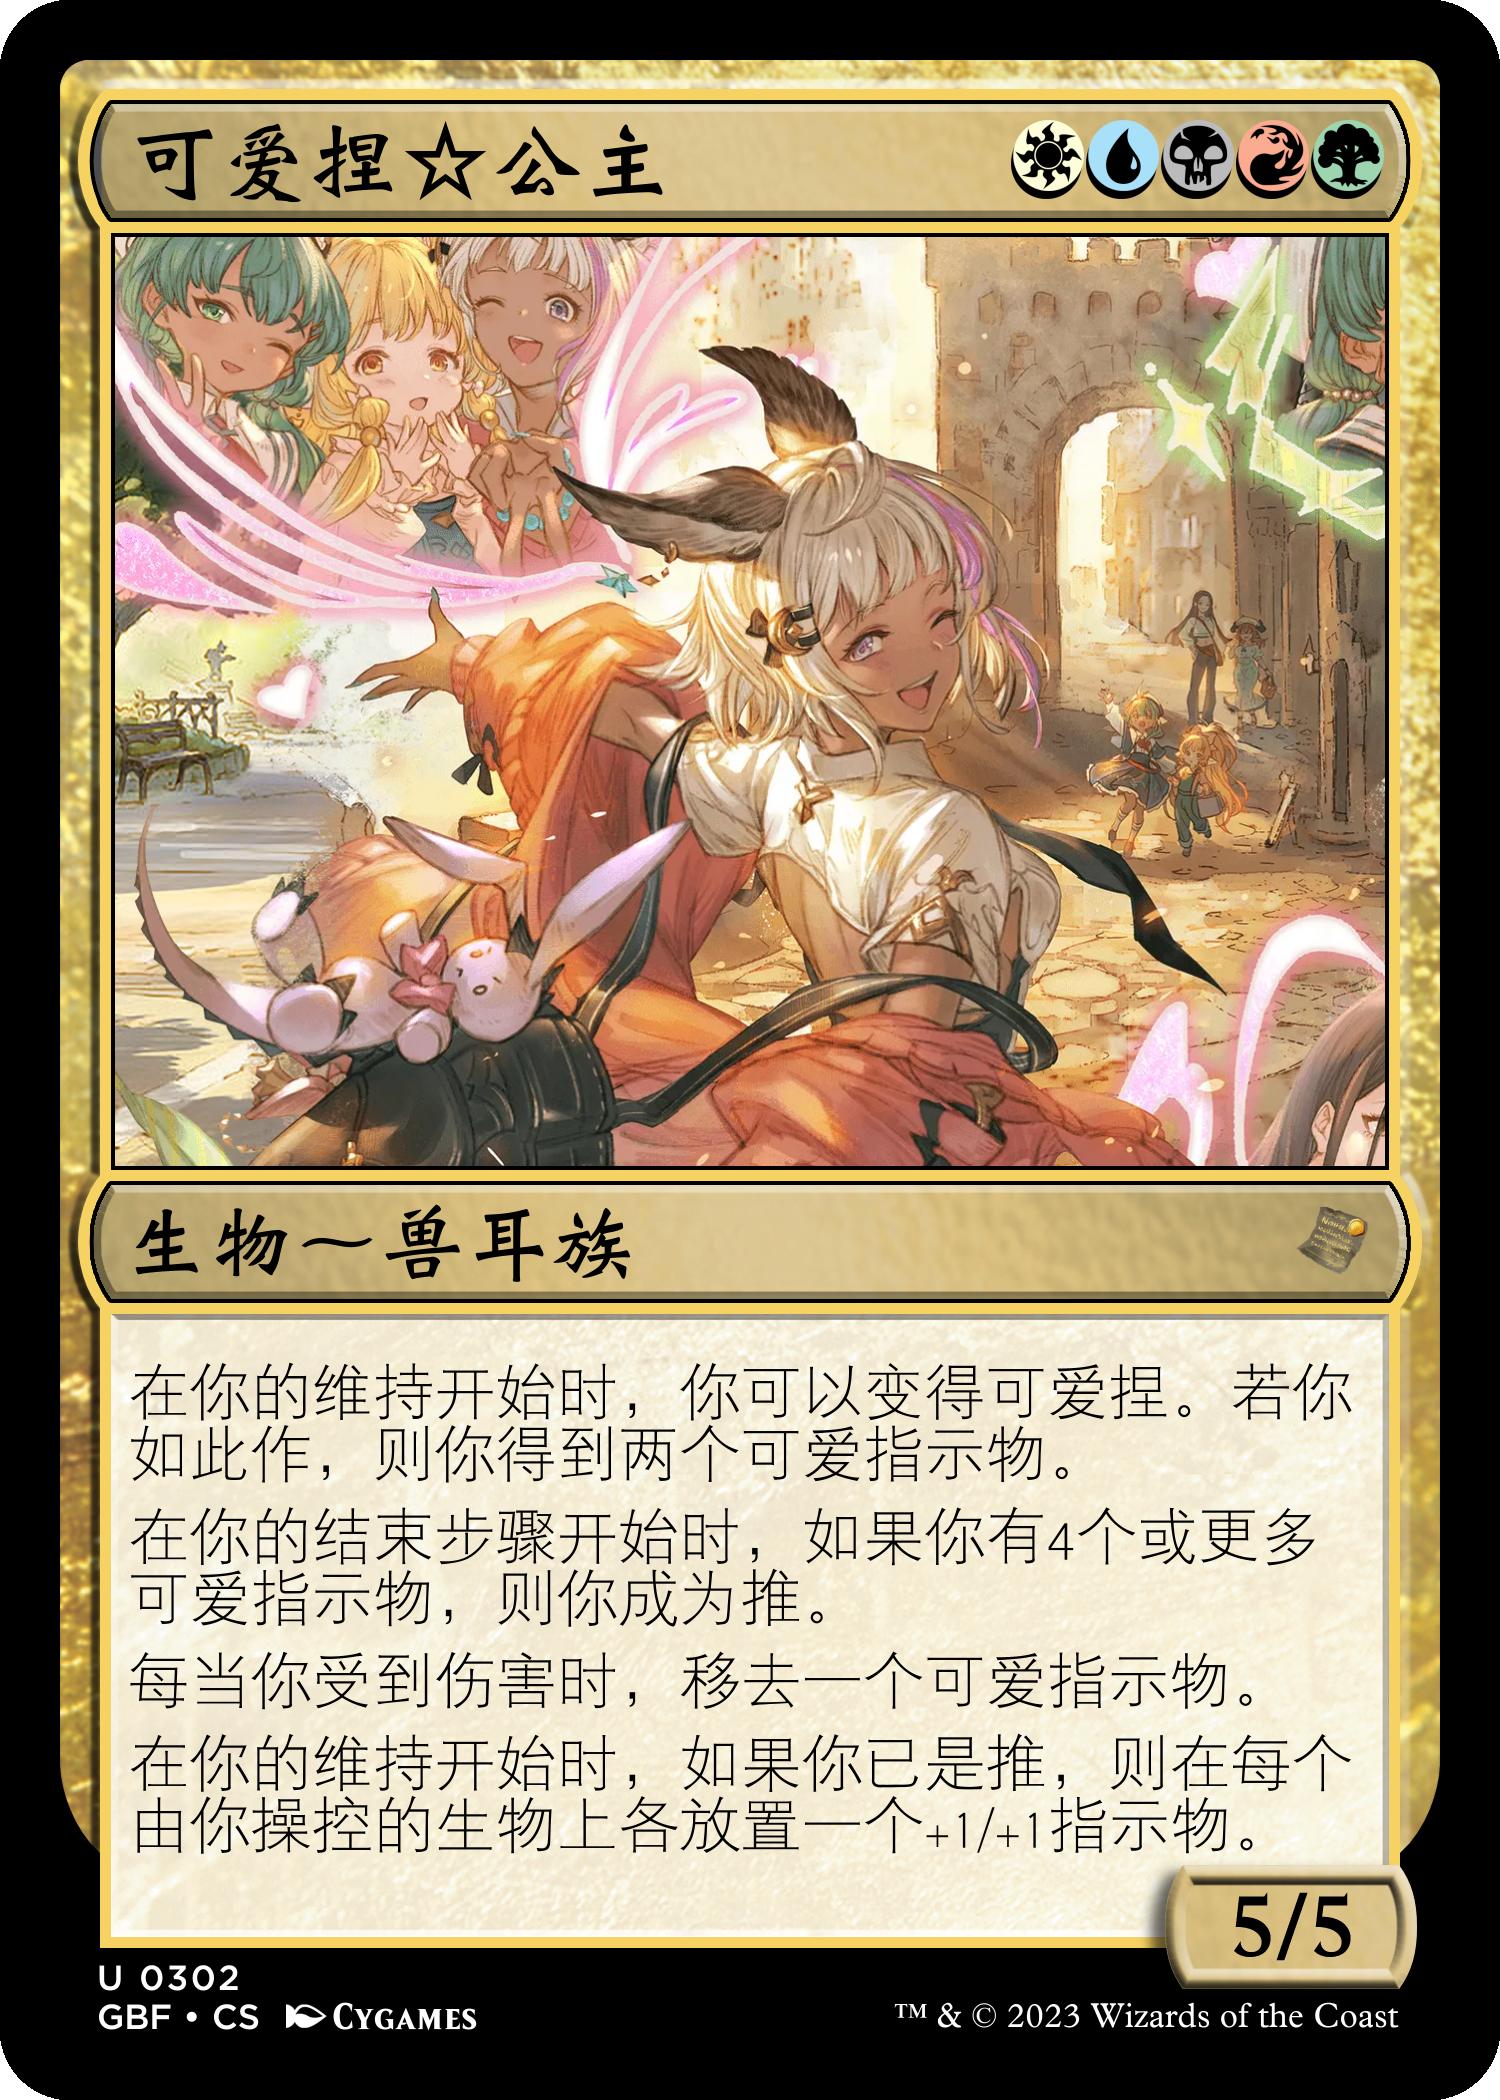 可爱捏☆公主
生物～兽耳族
在你的维持开始时，你可以变得可爱捏。若你
如此作，则你得到两个可爱指示物。
在你的结束步骤开始时，如果你有4个或更多
可爱指示物，则你成为推。
每当你受到伤害时，移去一个可爱指示物。
在你的维持开始时，如果你已是推，则在每个
由你操控的生物上各放置一个+1/+1指示物。
5/5
U 0302
GBF • CS CYGAMES
™ & © 2023 Wizards of the Coast